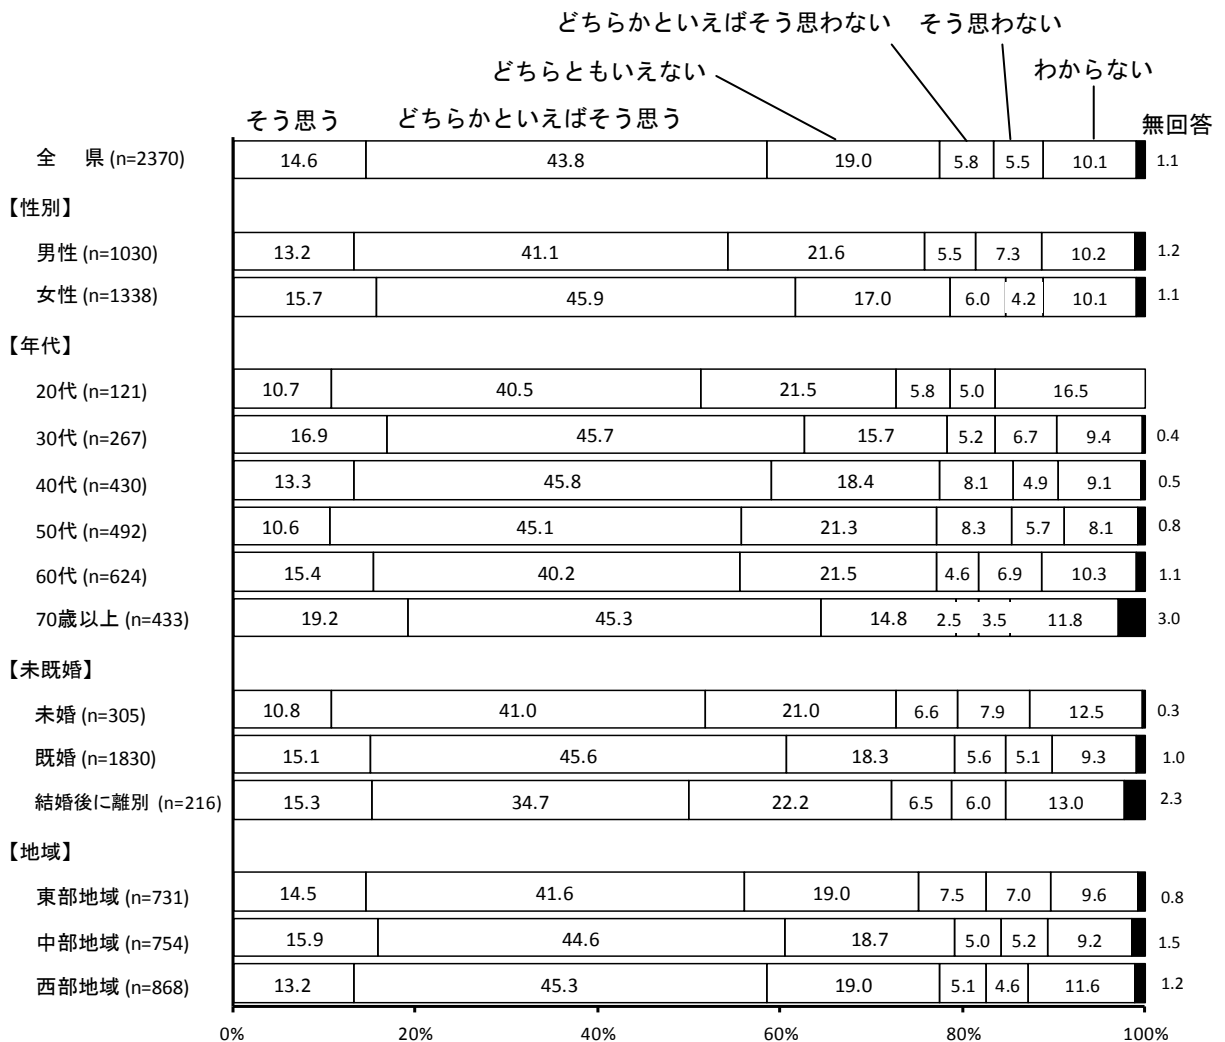 どちらかといえばそう思わない そう思わない
どちらともいえない わからない
そう思う どちらかといえばそう思う 無回答
全 県 (n=2370) 14.6 43.8 19.0 5.8 5.5 10.1 1.1
【性別】
男性 (n=1030) 13.2 41.1 21.6 5.5 7.3 10.2 1.2
女性 (n=1338) 15.7 45.9 17.0 6.0 4.2 10.1 1.1
【年代】
20代 (n=121) 10.7 40.5 21.5 5.8 5.0 16.5
30代 (n=267) 16.9 45.7 15.7 5.2 6.7 9.4 0.4
40代 (n=430) 13.3 45.8 18.4 8.1 4.9 9.1 0.5
50代 (n=492) 10.6 45.1 21.3 8.3 5.7 8.1 0.8
60代 (n=624) 15.4 40.2 21.5 4.6 6.9 10.3 1.1
70歳以上 (n=433) 19.2 45.3 14.8 2.5 3.5 11.8 3.0
【未既婚】
未婚 (n=305) 10.8 41.0 21.0 6.6 7.9 12.5 0.3
既婚 (n=1830) 15.1 45.6 18.3 5.6 5.1 9.3 1.0
結婚後に離別 (n=216) 15.3 34.7 22.2 6.5 6.0 13.0 2.3
【地域】
東部地域 (n=731) 14.5 41.6 19.0 7.5 7.0 9.6 0.8
中部地域 (n=754) 15.9 44.6 18.7 5.0 5.2 9.2 1.5
西部地域 (n=868) 13.2 45.3 19.0 5.1 4.6 11.6 1.2
0% 20% 40% 60% 80% 100%